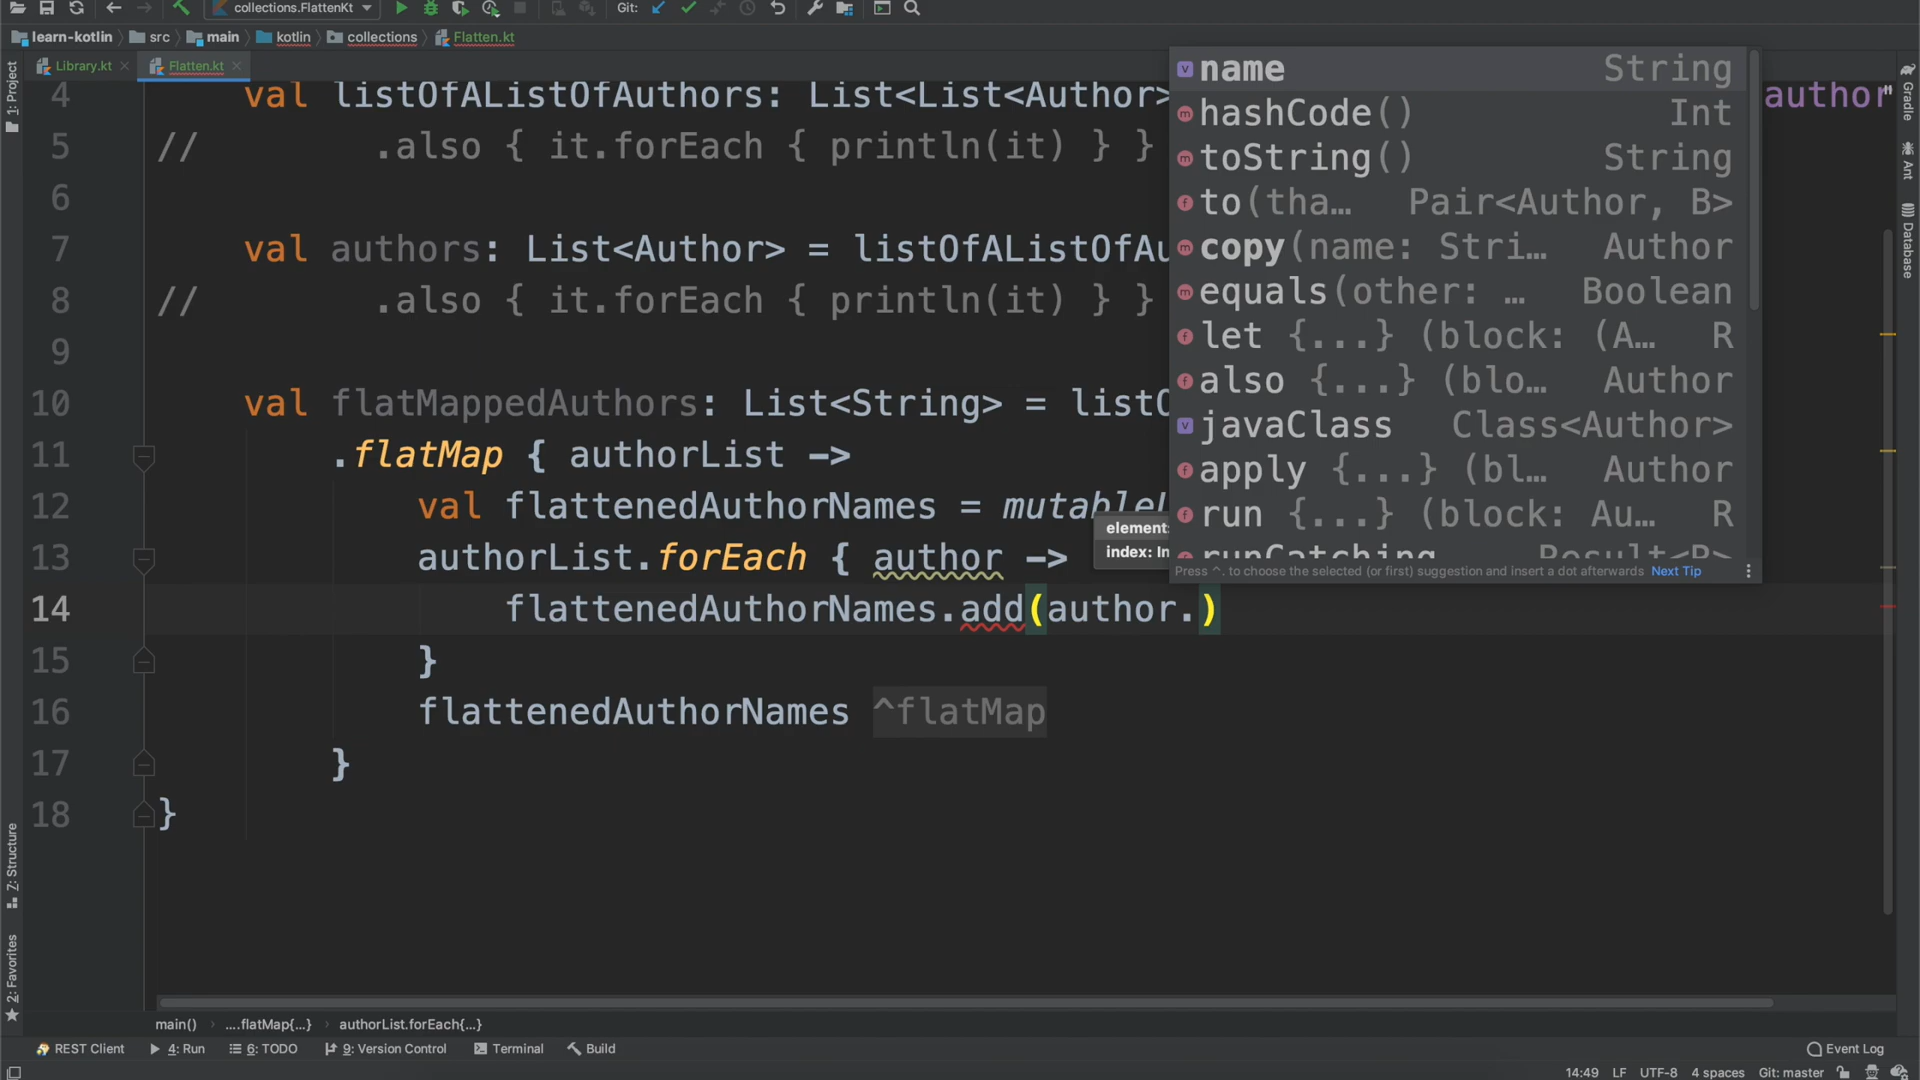 collections.FlattenKt Git:
learn-kotlin src main kotlin collections Flatten.kt
Library.kt Flatten.kt
1: Project
Gradle
Ant
Database
Z: Structure
2: Favorites
4 val listOfAListOfAuthors: List<List<Author> author
5 // .also { it.forEach { println(it) } }
6
7 val authors: List<Author> = listOfAListOfAu
8 // .also { it.forEach { println(it) } }
9
10 val flatMappedAuthors: List<String> = listO
11 .flatMap { authorList ->
12 val flattenedAuthorNames = mutableL
13 authorList.forEach { author ->
14 flattenedAuthorNames.add(author.)
15 }
16 flattenedAuthorNames ^flatMap
17 }
18 }
element:
index: In
name String
hashCode() Int
toString() String
to(tha… Pair<Author, B>
copy(name: Stri… Author
equals(other: … Boolean
let {...} (block: (A… R
also {...} (blo… Author
javaClass Class<Author>
apply {...} (bl… Author
run {...} (block: Au… R
runCatching Result<R>
Press ^. to choose the selected (or first) suggestion and insert a dot afterwards Next Tip
main() ....flatMap{...} authorList.forEach{...}
REST Client 4: Run 6: TODO 9: Version Control Terminal Build Event Log
14:49 LF UTF-8 4 spaces Git: master